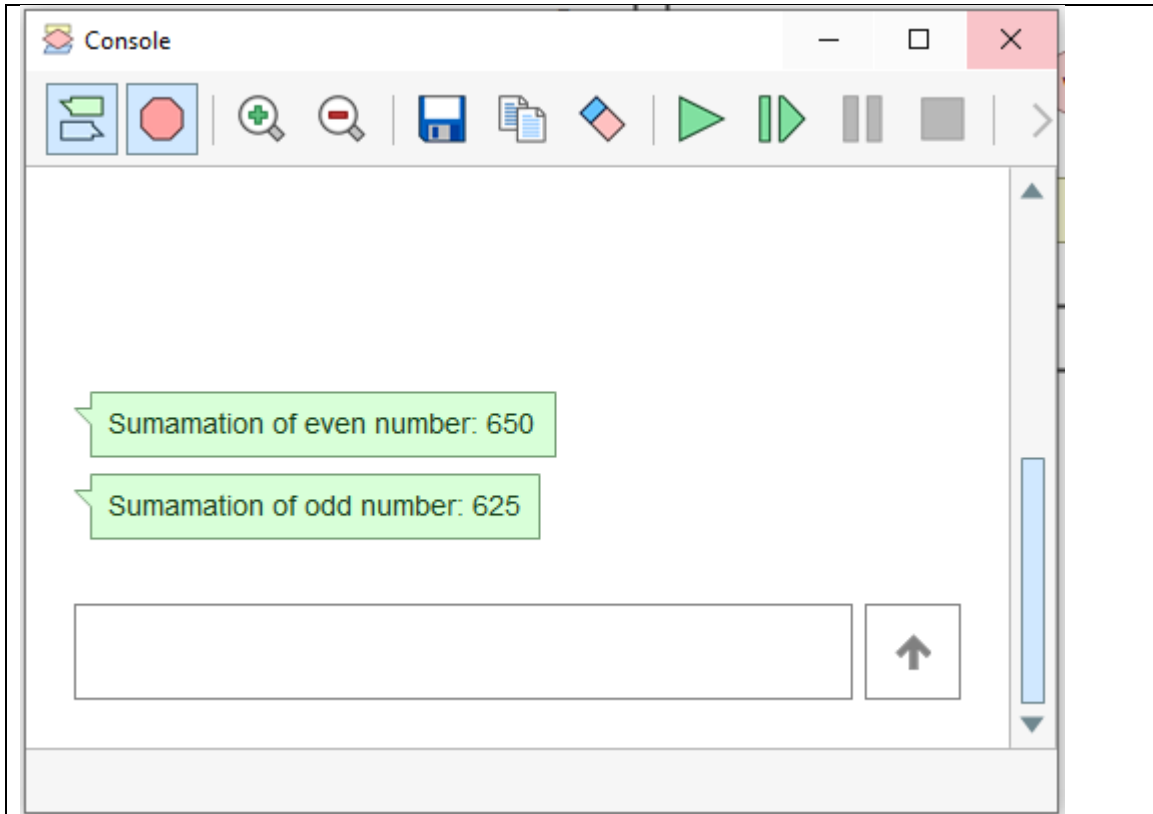 Console
Sumamation of even number: 650
Sumamation of odd number: 625